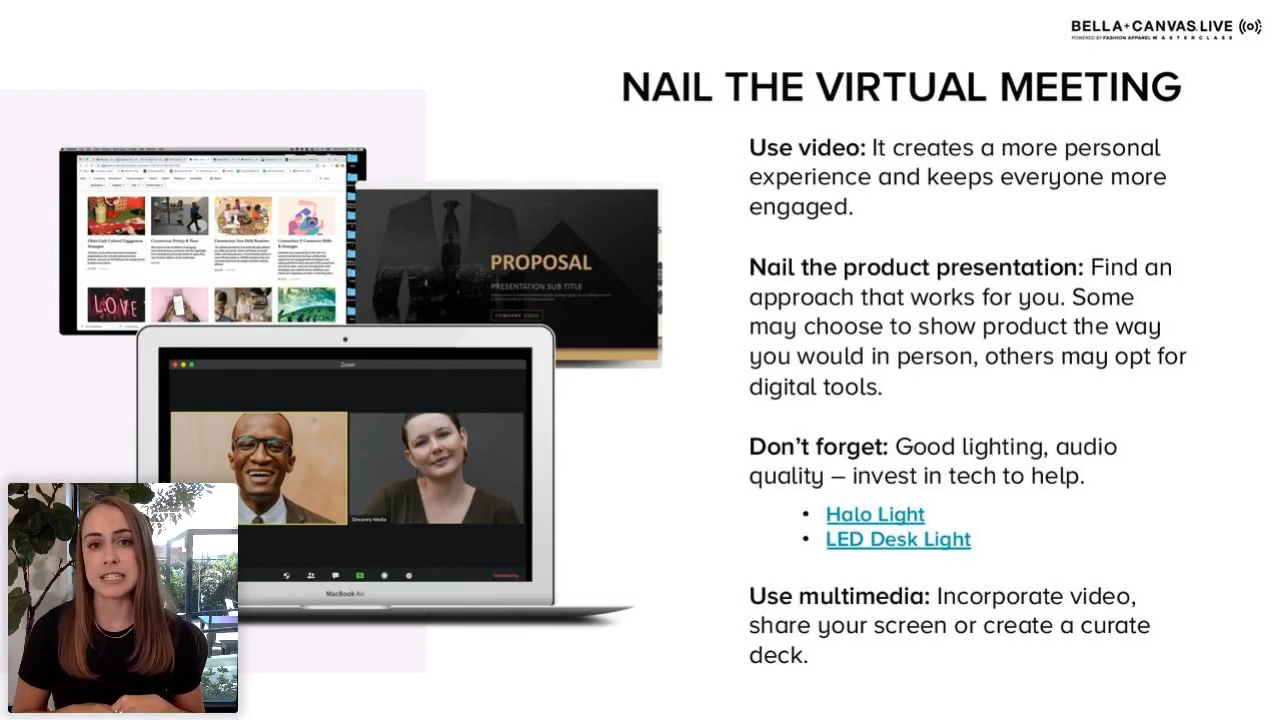 BELLA+CANVAS.LIVE
POWERED BY FASHION APPAREL MASTERCLASS
NAIL THE VIRTUAL MEETING
Use video: It creates a more personal
experience and keeps everyone more
engaged.
Nail the product presentation: Find an
approach that works for you. Some
may choose to show product the way
you would in person, others may opt for
digital tools.
Don’t forget: Good lighting, audio
quality – invest in tech to help.
• Halo Light
• LED Desk Light
Use multimedia: Incorporate video,
share your screen or create a curate
deck.
PROPOSAL
PRESENTATION SUB TITLE
COMPANY LOGO
LOVE
Zoom
Sincerely Media
MacBook Air